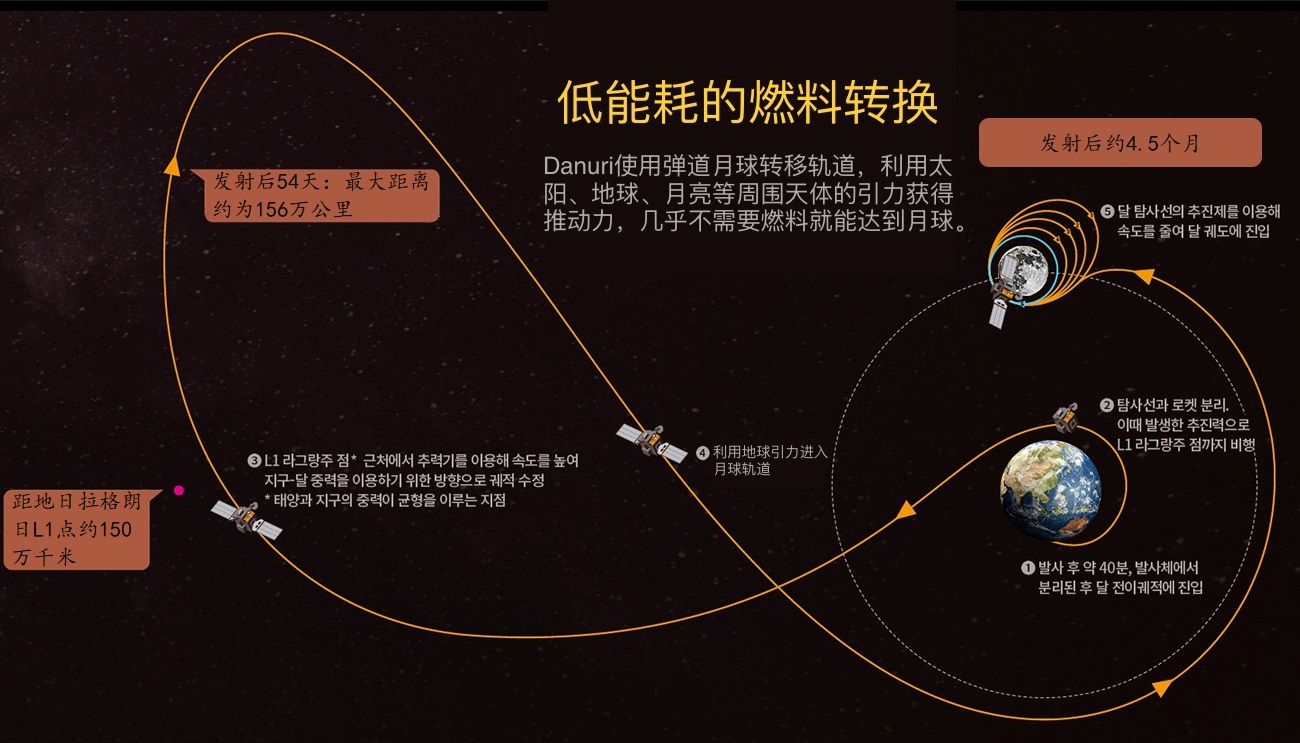 低能耗的燃料转换
Danuri使用弹道月球转移轨道，利用太
阳、地球、月亮等周围天体的引力获得
推动力，几乎不需要燃料就能达到月球。
发射后约4.5个月
发射后54天：最大距离
约为156万公里
❺ 달 탐사선의 추진제를 이용해
속도를 줄여 달 궤도에 진입
❷ 탐사선과 로켓 분리.
이때 발생한 추진력으로
L1 라그랑주 점까지 비행
❹ 利用地球引力进入
月球轨道
❸ L1 라그랑주 점* 근처에서 추력기를 이용해 속도를 높여
지구-달 중력을 이용하기 위한 방향으로 궤적 수정
* 태양과 지구의 중력이 균형을 이루는 지점
距地日拉格朗
日L1点约150
万千米
❶ 발사 후 약 40분, 발사체에서
분리된 후 달 전이궤적에 진입